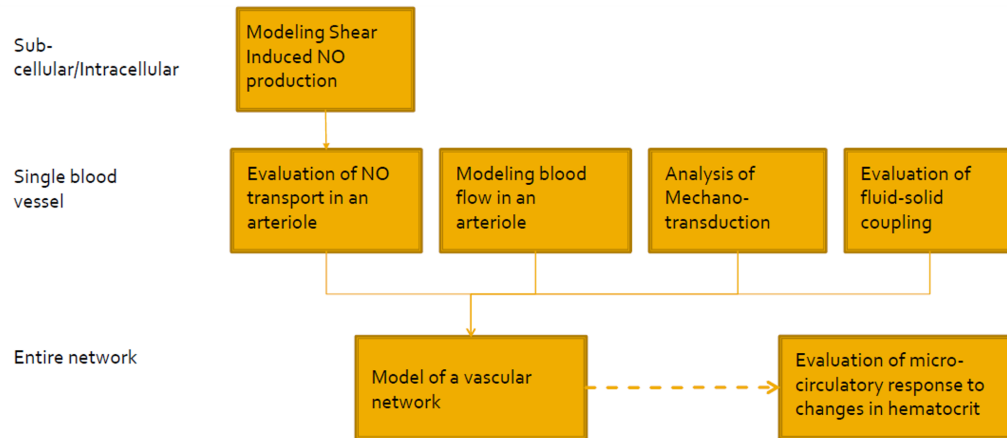 Sub-
cellular/Intracellular
Modeling Shear
Induced NO
production
Single blood
vessel
Evaluation of NO
transport in an
arteriole
Modeling blood
flow in an
arteriole
Analysis of
Mechano-
transduction
Evaluation of
fluid-solid
coupling
Entire network
Model of a vascular
network
Evaluation of micro-
circulatory response to
changes in hematocrit